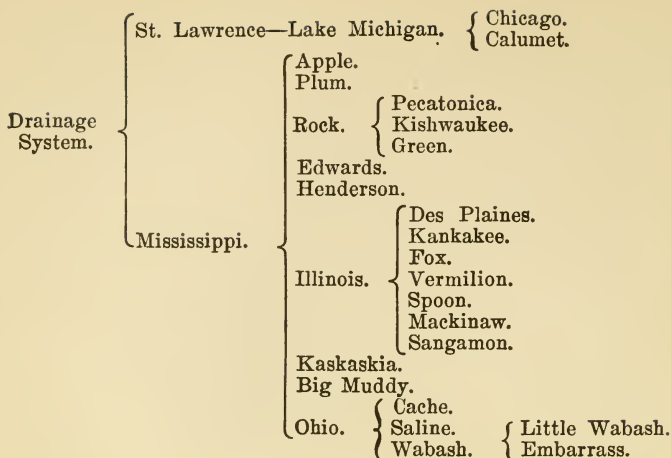 Drainage System.
St. Lawrence—Lake Michigan.
Chicago.
Calumet.
Mississippi.
Apple.
Plum.
Rock.
Pecatonica.
Kishwaukee.
Green.
Edwards.
Henderson.
Illinois.
Des Plaines.
Kankakee.
Fox.
Vermilion.
Spoon.
Mackinaw.
Sangamon.
Kaskaskia.
Big Muddy.
Ohio.
Cache.
Saline.
Wabash.
Little Wabash.
Embarrass.